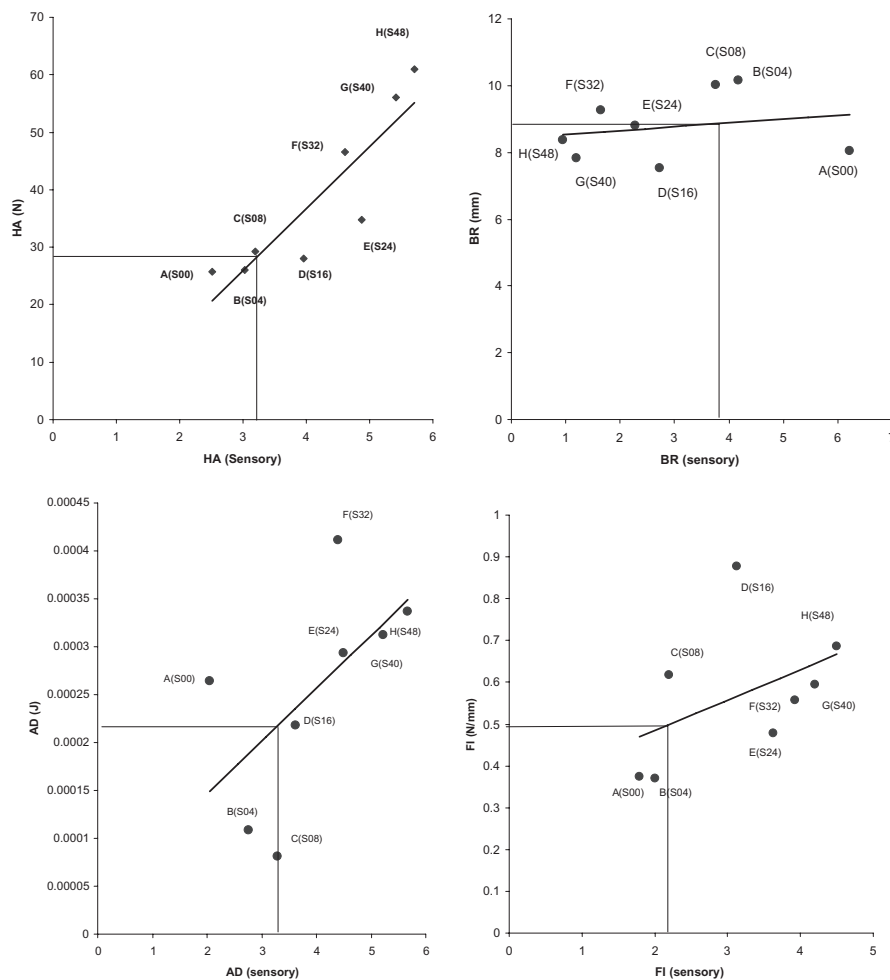 70
60
50
40
30
20
10
0
HA (N)
H(S48)
G(S40)
F(S32)
C(S08)
E(S24)
A(S00)
D(S16)
B(S04)
0 1 2 3 4 5 6
HA (Sensory)
12
10
8
6
4
2
0
BR (mm)
C(S08)
B(S04)
F(S32)
E(S24)
H(S48)
G(S40)
D(S16)
A(S00)
0 1 2 3 4 5 6 7
BR (sensory)
0.00045
0.0004
0.00035
0.0003
0.00025
0.0002
0.00015
0.0001
0.00005
0
AD (J)
F(S32)
E(S24)
H(S48)
G(S40)
A(S00)
D(S16)
B(S04)
C(S08)
0 1 2 3 4 5 6
AD (sensory)
1
0.9
0.8
0.7
0.6
0.5
0.4
0.3
0.2
0.1
0
FI (N/mm)
D(S16)
H(S48)
C(S08)
F(S32)
G(S40)
E(S24)
A(S00)
B(S04)
0 1 2 3 4 5
FI (sensory)